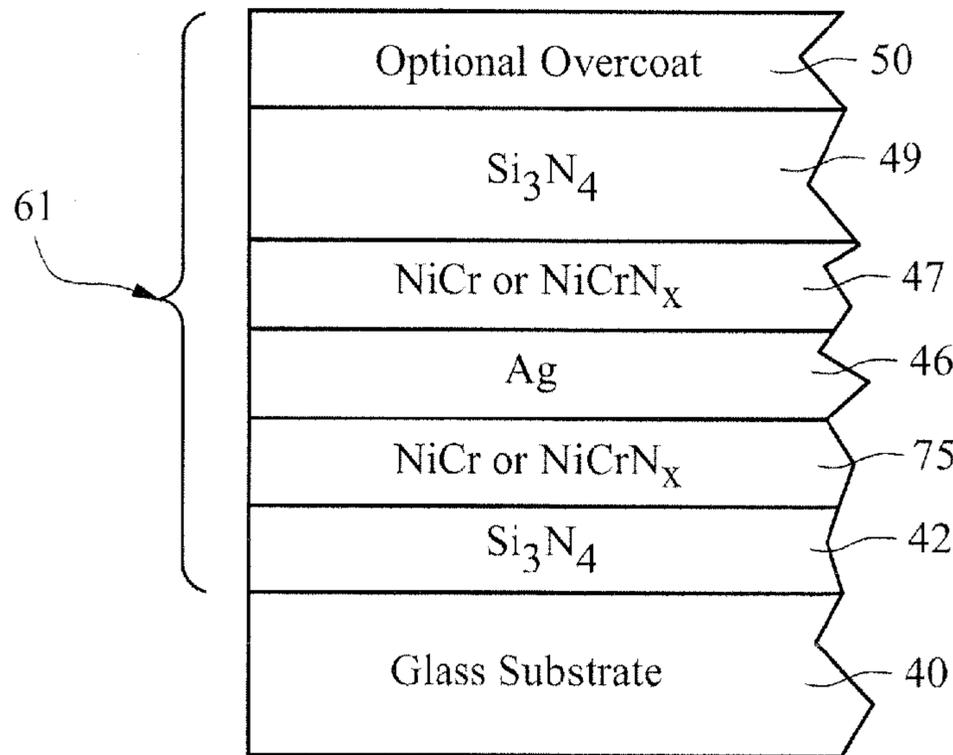 Optional Overcoat 50
Si₃N₄ 49
61
NiCr or NiCrNₓ 47
Ag 46
NiCr or NiCrNₓ 75
Si₃N₄ 42
Glass Substrate 40